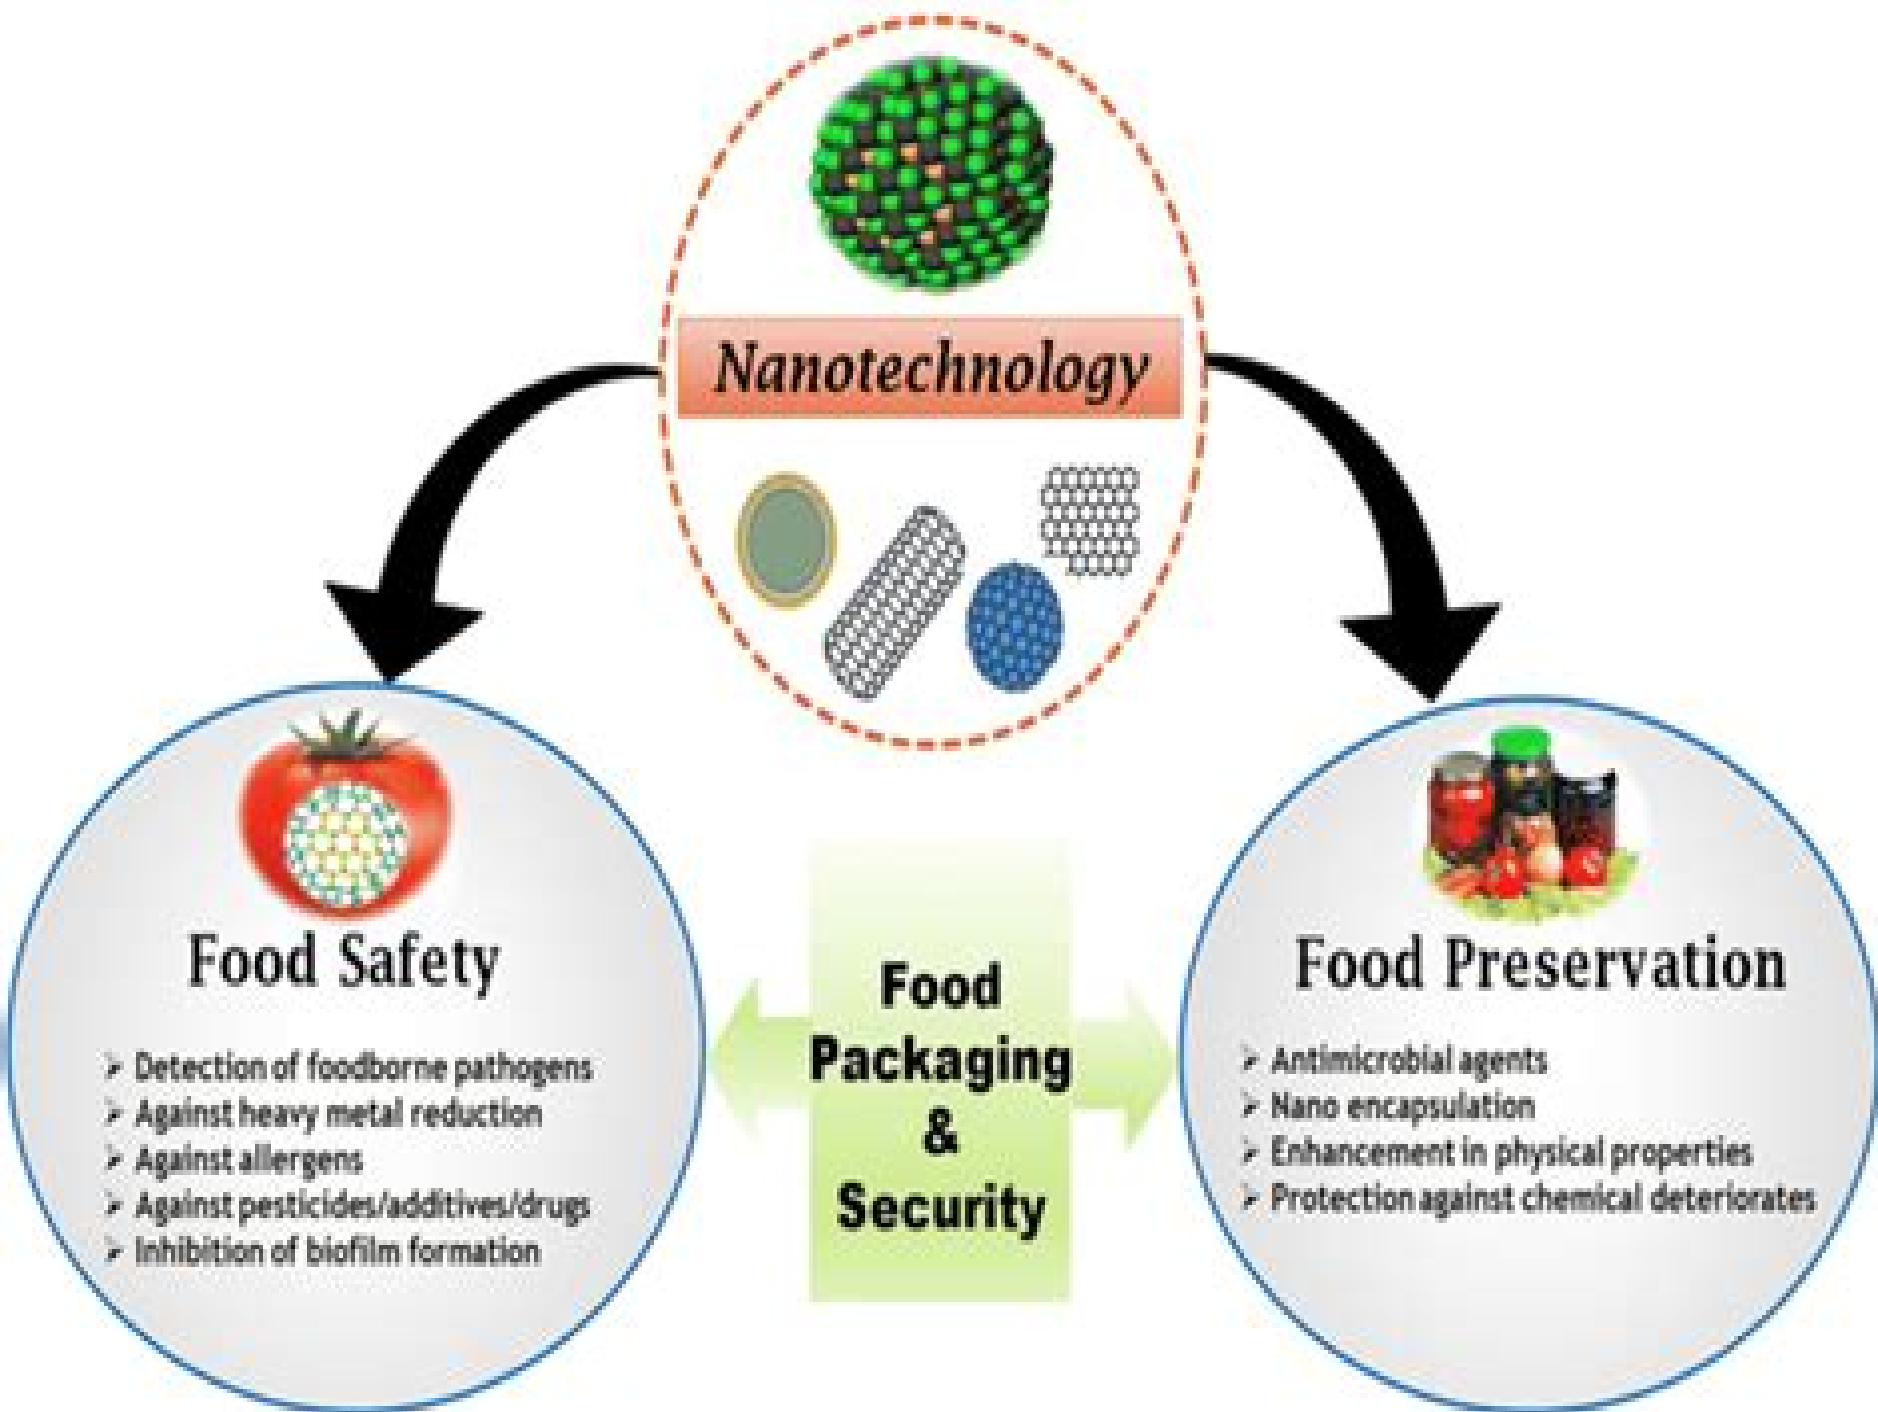 Nanotechnology
Food Safety
➢ Detection of foodborne pathogens
➢ Against heavy metal reduction
➢ Against allergens
➢ Against pesticides/additives/drugs
➢ Inhibition of biofilm formation
Food
Packaging
&
Security
Food Preservation
➢ Antimicrobial agents
➢ Nano encapsulation
➢ Enhancement in physical properties
➢ Protection against chemical deteriorates